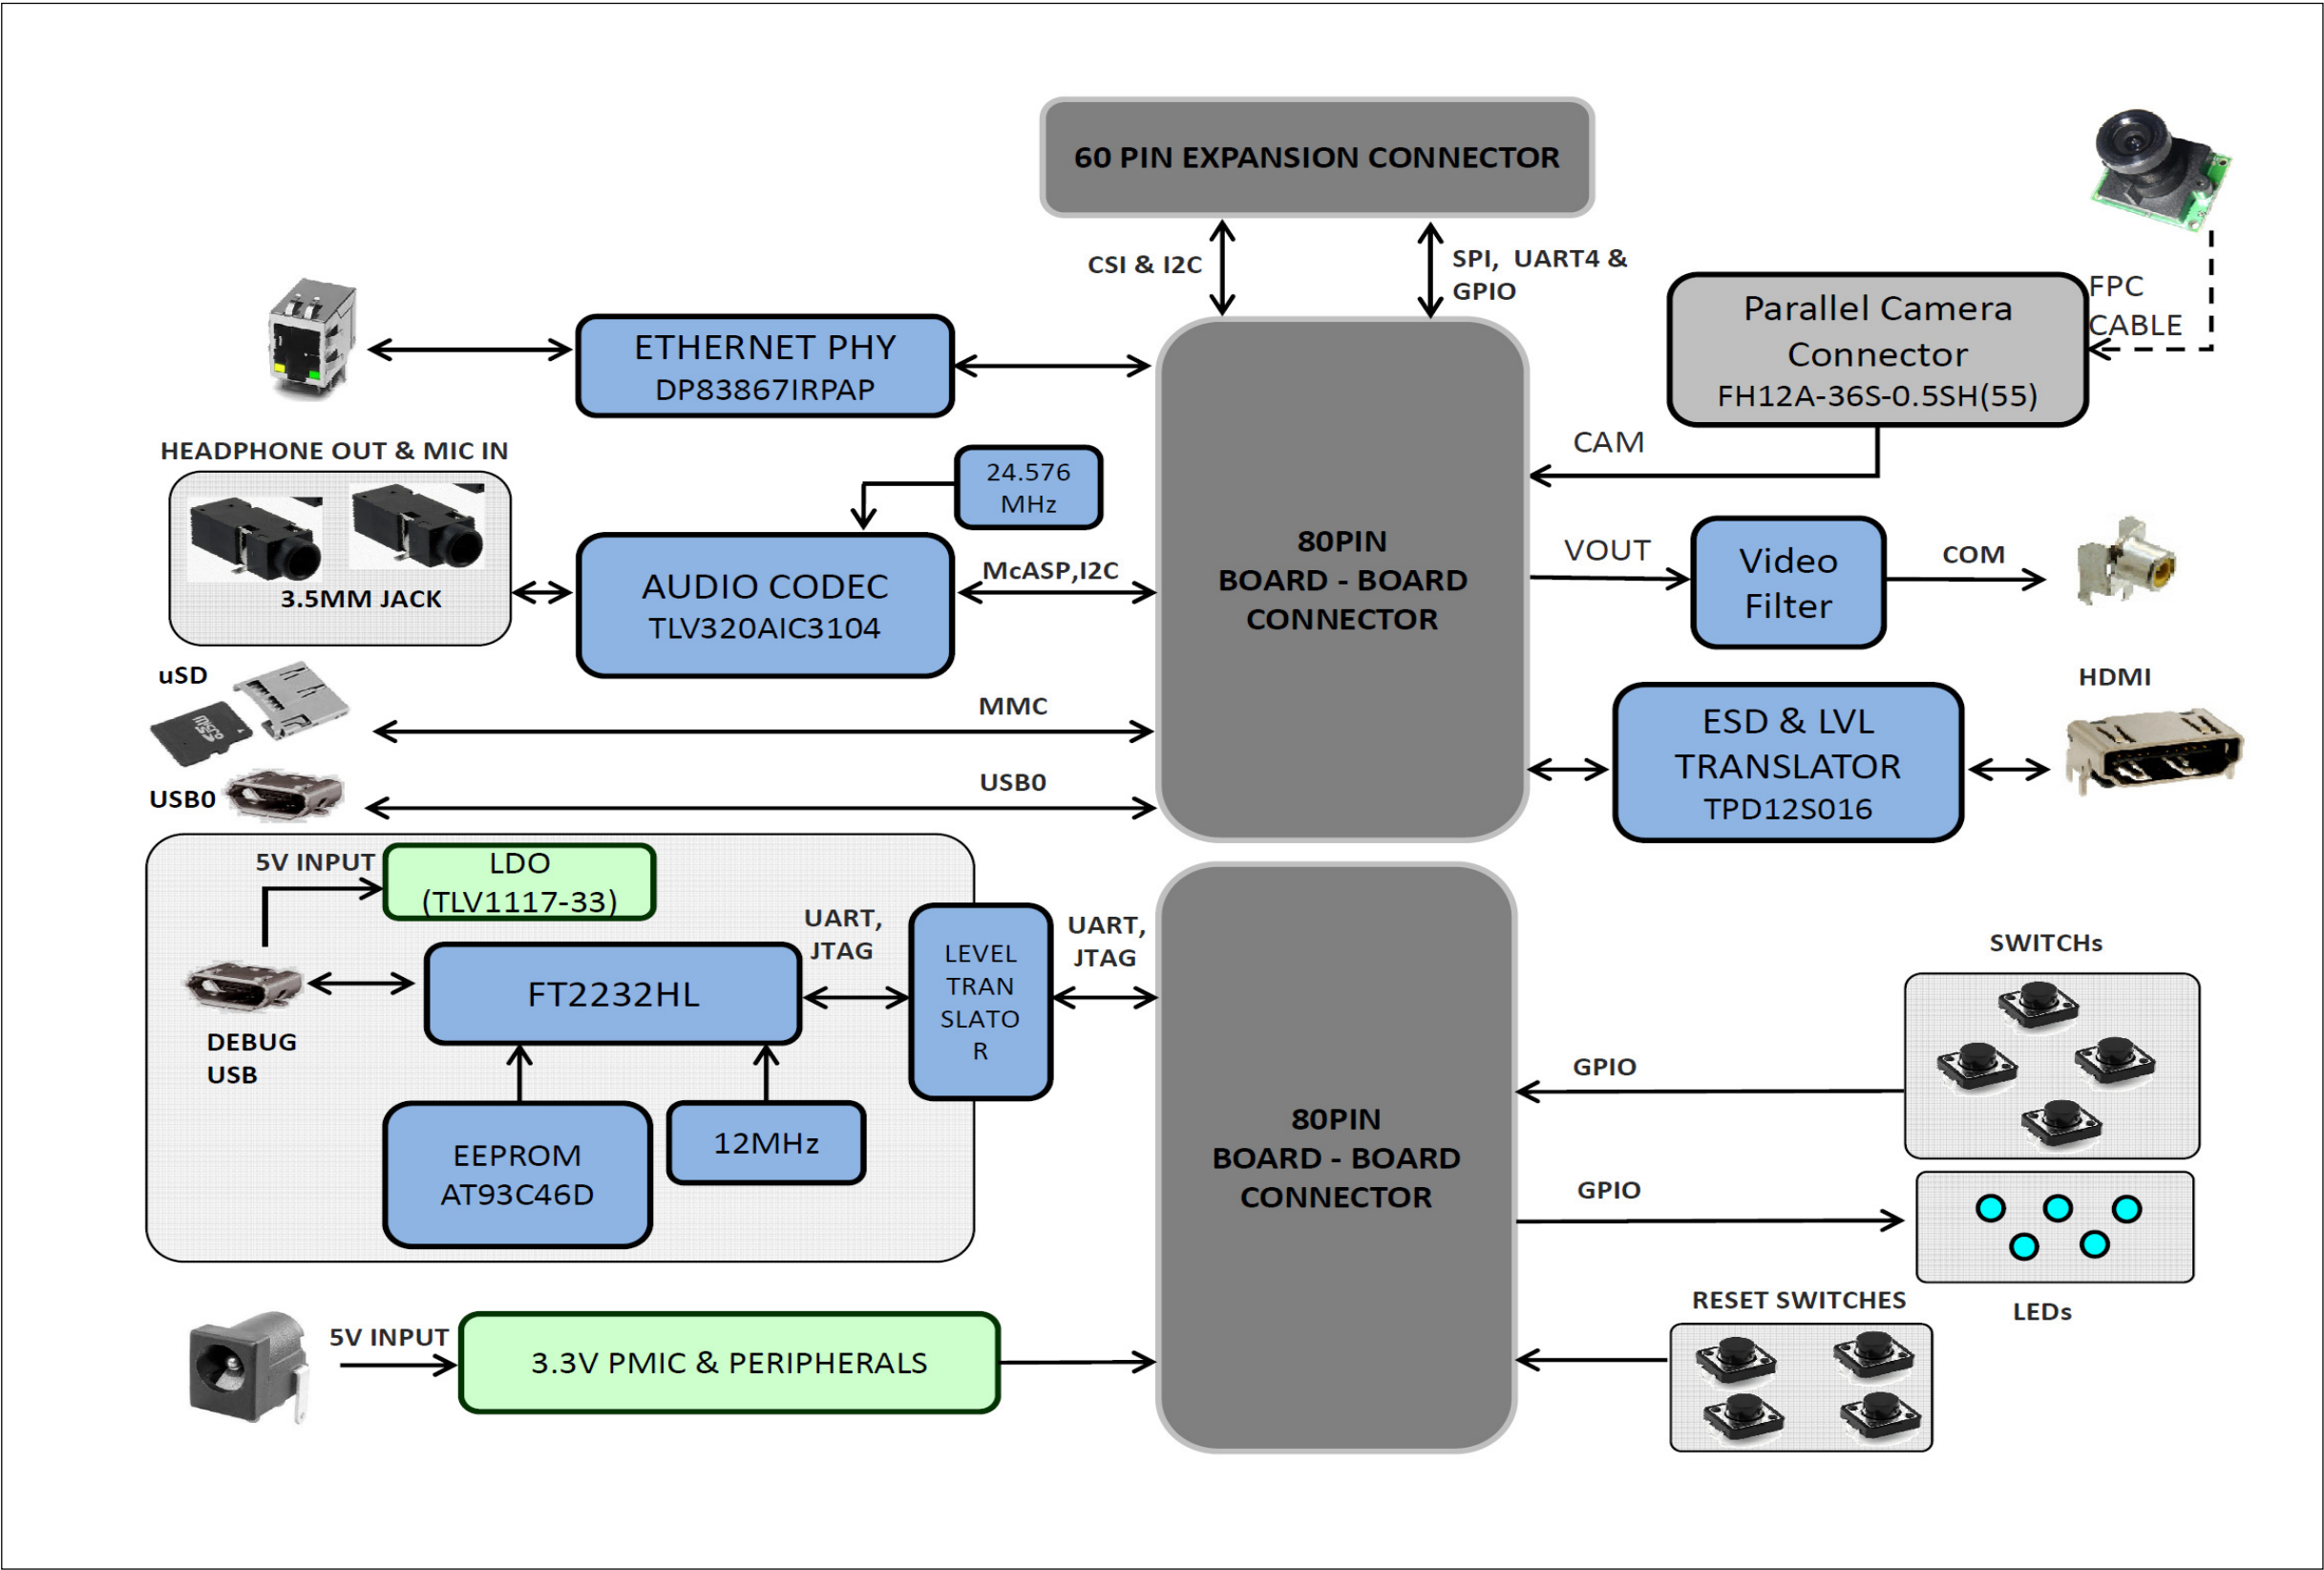 60 PIN EXPANSION CONNECTOR
CSI & I2C
SPI, UART4 &
GPIO
FPC
CABLE
Parallel Camera
Connector
FH12A-36S-0.5SH(55)
ETHERNET PHY
DP83867IRPAP
CAM
HEADPHONE OUT & MIC IN
3.5MM JACK
24.576
MHz
AUDIO CODEC
TLV320AIC3104
McASP,I2C
80PIN
BOARD - BOARD
CONNECTOR
VOUT
Video
Filter
COM
uSD
micro
MMC
USB0
USB0
HDMI
ESD & LVL
TRANSLATOR
TPD12S016
5V INPUT
LDO
(TLV1117-33)
UART,
JTAG
LEVEL
TRAN
SLATO
R
UART,
JTAG
FT2232HL
DEBUG
USB
EEPROM
AT93C46D
12MHz
80PIN
BOARD - BOARD
CONNECTOR
SWITCHs
GPIO
GPIO
LEDs
RESET SWITCHES
5V INPUT
3.3V PMIC & PERIPHERALS